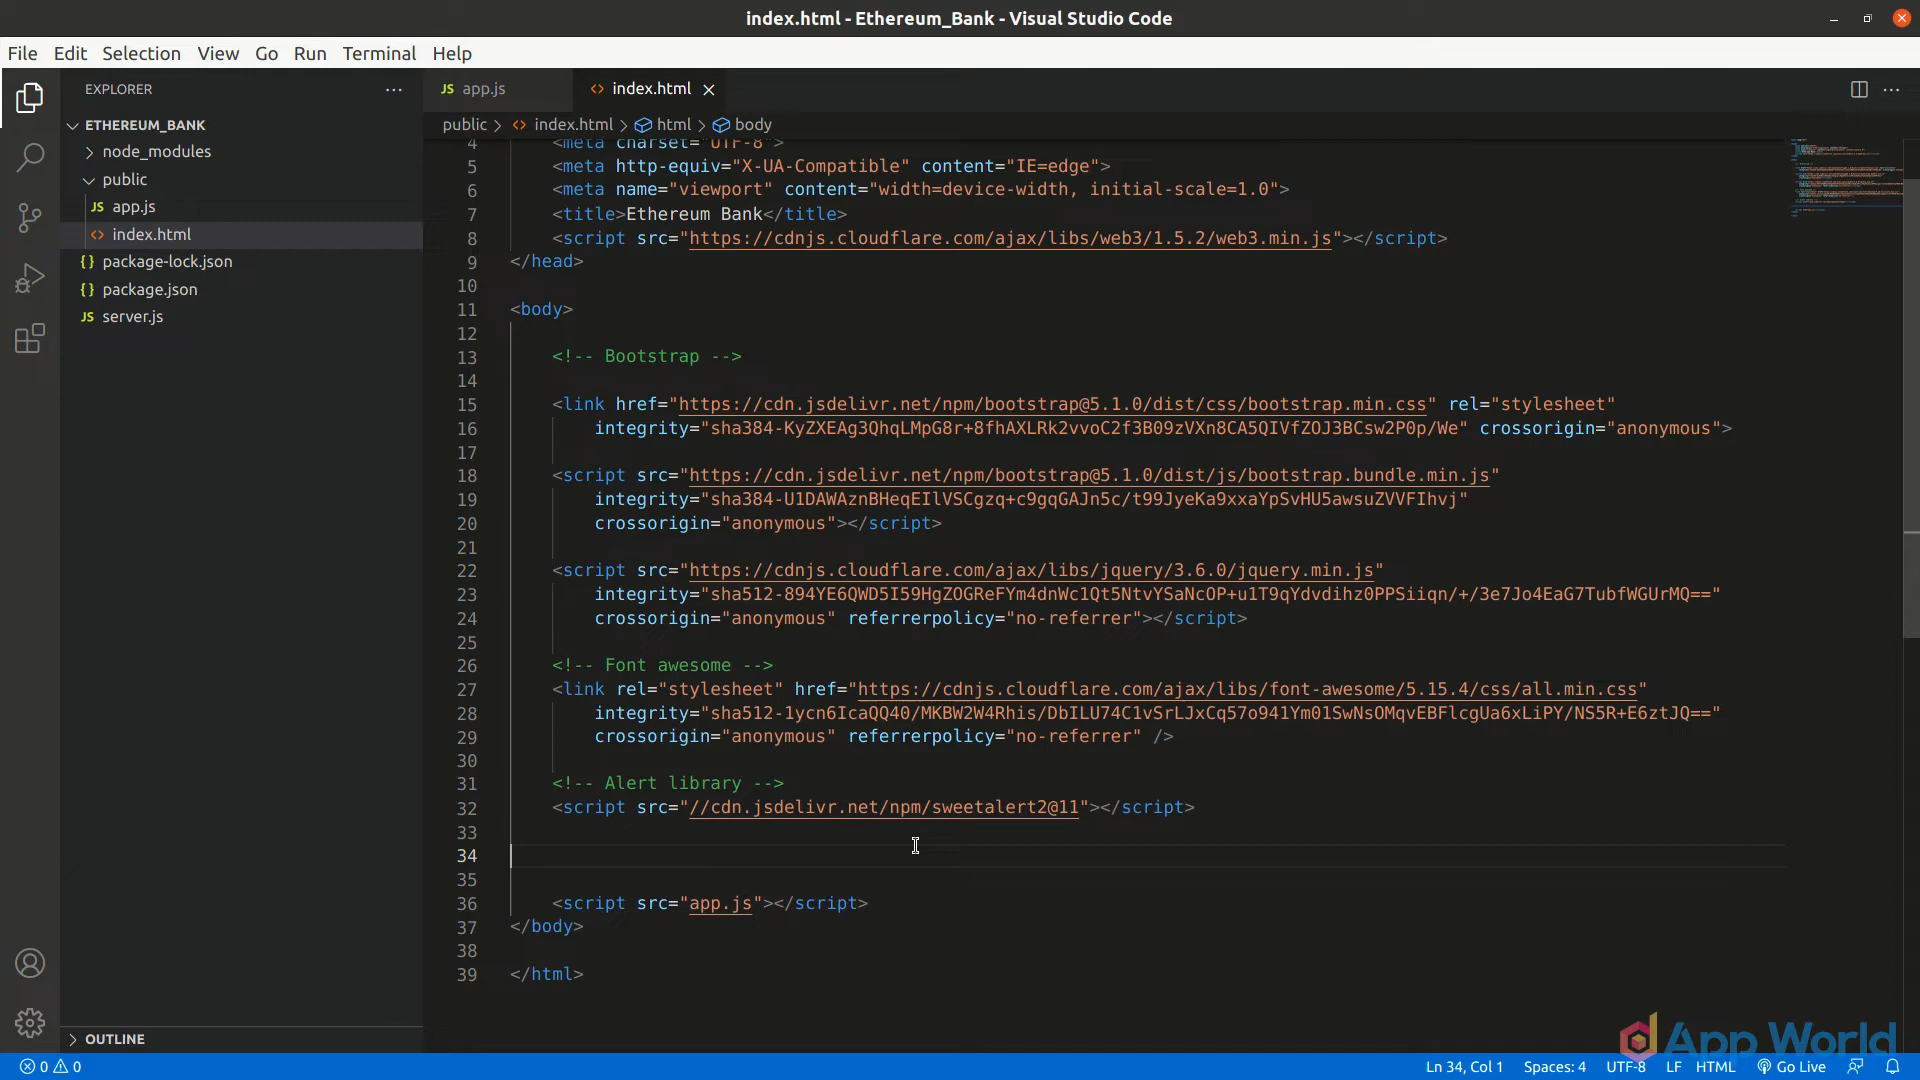 index.html - Ethereum_Bank - Visual Studio Code
File Edit Selection View Go Run Terminal Help
EXPLORER
ETHEREUM_BANK
node_modules
public
JS app.js
<> index.html
{} package-lock.json
{} package.json
JS server.js
OUTLINE
JS app.js
<> index.html
public > <> index.html > html > body
4 <meta charset="UTF-8">
5 <meta http-equiv="X-UA-Compatible" content="IE=edge">
6 <meta name="viewport" content="width=device-width, initial-scale=1.0">
7 <title>Ethereum Bank</title>
8 <script src="https://cdnjs.cloudflare.com/ajax/libs/web3/1.5.2/web3.min.js"></script>
9 </head>
10
11 <body>
12
13 <!-- Bootstrap -->
14
15 <link href="https://cdn.jsdelivr.net/npm/bootstrap@5.1.0/dist/css/bootstrap.min.css" rel="stylesheet"
16 integrity="sha384-KyZXEAg3QhqLMpG8r+8fhAXLRk2vvoC2f3B09zVXn8CA5QIVfZOJ3BCsw2P0p/We" crossorigin="anonymous">
17
18 <script src="https://cdn.jsdelivr.net/npm/bootstrap@5.1.0/dist/js/bootstrap.bundle.min.js"
19 integrity="sha384-U1DAWAznBHeqEIlVSCgzq+c9gqGAJn5c/t99JyeKa9xxaYpSvHU5awsuZVVFIhvj"
20 crossorigin="anonymous"></script>
21
22 <script src="https://cdnjs.cloudflare.com/ajax/libs/jquery/3.6.0/jquery.min.js"
23 integrity="sha512-894YE6QWD5I59HgZOGReFYm4dnWc1Qt5NtvYSaNcOP+u1T9qYdvdihz0PPSiiqn/+/3e7Jo4EaG7TubfWGUrMQ=="
24 crossorigin="anonymous" referrerpolicy="no-referrer"></script>
25
26 <!-- Font awesome -->
27 <link rel="stylesheet" href="https://cdnjs.cloudflare.com/ajax/libs/font-awesome/5.15.4/css/all.min.css"
28 integrity="sha512-1ycn6IcaQQ40/MKBW2W4Rhis/DbILU74C1vSrLJxCq57o941Ym01SwNsOMqvEBFlcgUa6xLiPY/NS5R+E6ztJQ=="
29 crossorigin="anonymous" referrerpolicy="no-referrer" />
30
31 <!-- Alert library -->
32 <script src="//cdn.jsdelivr.net/npm/sweetalert2@11"></script>
33
34
35
36 <script src="app.js"></script>
37 </body>
38
39 </html>
App World
0 0
Ln 34, Col 1 Spaces: 4 UTF-8 LF HTML Go Live